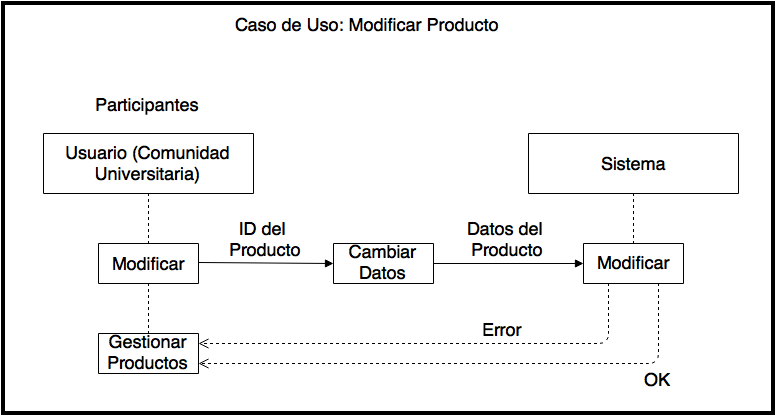 Caso de Uso: Modificar Producto
Participantes
Usuario (Comunidad
Universitaria)
Sistema
ID del
Producto
Datos del
Producto
Modificar
Cambiar
Datos
Modificar
Error
Gestionar
Productos
OK